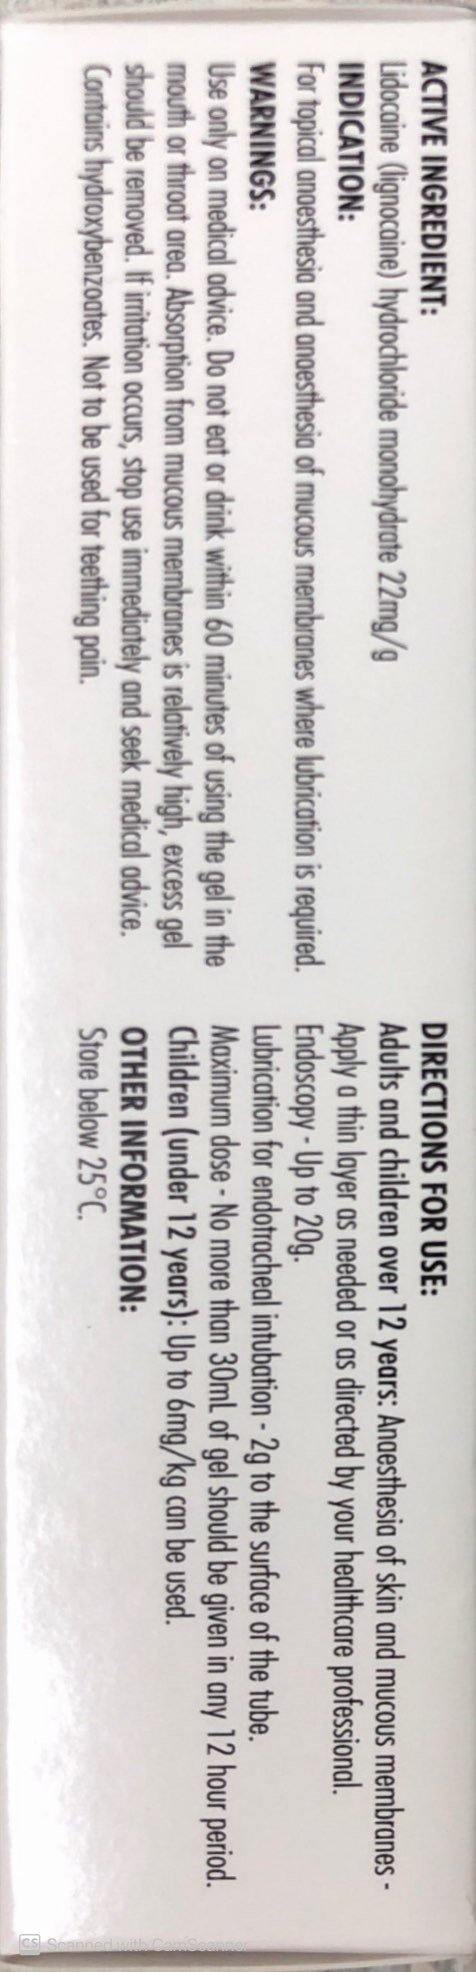 ACTIVE INGREDIENT:
Lidocaine (lignocaine) hydrochloride monohydrate 22mg/g
INDICATION:
For topical anaesthesia and anaesthesia of mucous membranes where lubrication is required.
WARNINGS:
Use only on medical advice. Do not eat or drink within 60 minutes of using the gel in the
mouth or throat area. Absorption from mucous membranes is relatively high, excess gel
should be removed. If irritation occurs, stop use immediately and seek medical advice.
Contains hydroxybenzoates. Not to be used for teething pain.
DIRECTIONS FOR USE:
Adults and children over 12 years: Anaesthesia of skin and mucous membranes -
Apply a thin layer as needed or as directed by your healthcare professional.
Endoscopy - Up to 20g.
Lubrication for endotracheal intubation - 2g to the surface of the tube.
Maximum dose - No more than 30mL of gel should be given in any 12 hour period.
Children (under 12 years): Up to 6mg/kg can be used.
OTHER INFORMATION:
Store below 25°C.
CS Scanned with CamScanner